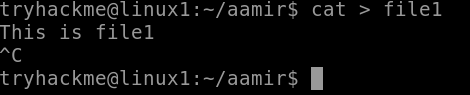 tryhackme@linux1:~/aamir$ cat > file1
This is file1
^C
tryhackme@linux1:~/aamir$